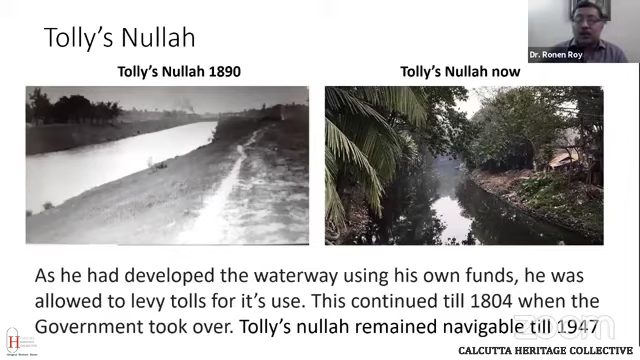 Tolly's Nullah
Dr. Ronen Roy
Tolly's Nullah 1890
Tolly's Nullah now
As he had developed the waterway using his own funds, he was
allowed to levy tolls for it's use. This continued till 1804 when the
Government took over. Tolly's nullah remained navigable till 1947
zoom
CALCUTTA HERITAGE COLLECTIVE